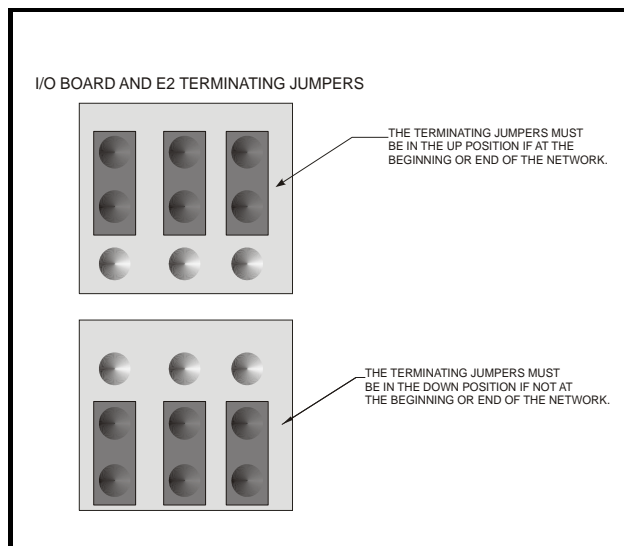 I/O BOARD AND E2 TERMINATING JUMPERS
THE TERMINATING JUMPERS MUST
BE IN THE UP POSITION IF AT THE
BEGINNING OR END OF THE NETWORK.
THE TERMINATING JUMPERS MUST
BE IN THE DOWN POSITION IF NOT AT
THE BEGINNING OR END OF THE NETWORK.